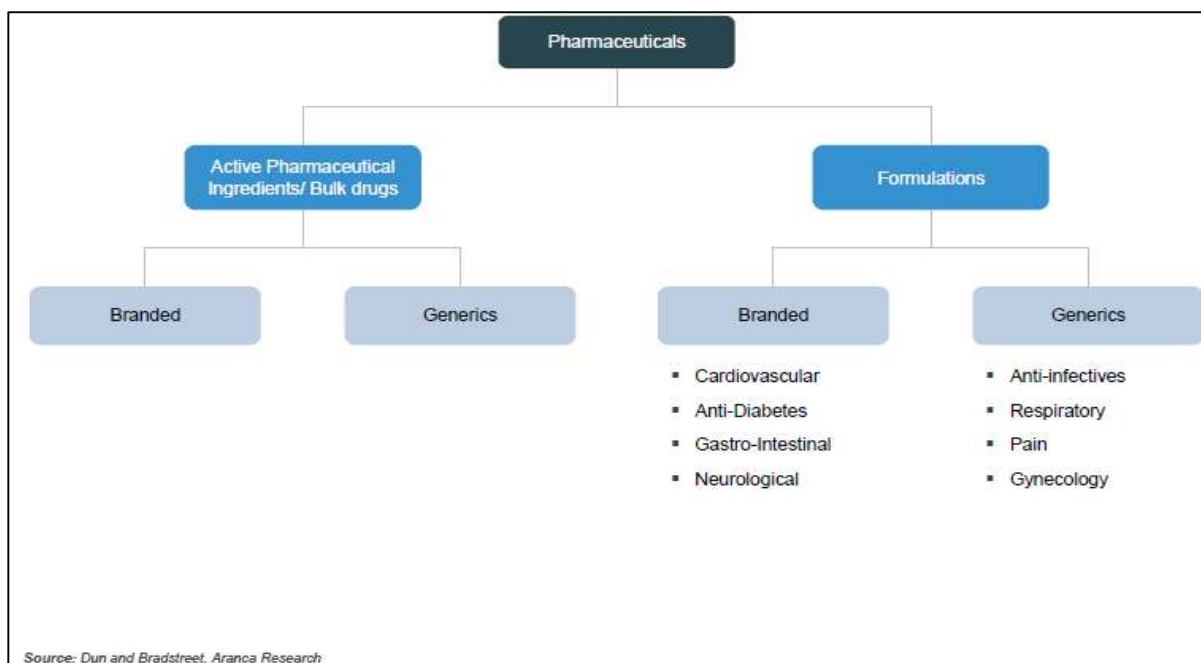 Pharmaceuticals
Active Pharmaceutical
Ingredients/ Bulk drugs
Formulations
Branded
Generics
Branded
Generics
▪ Cardiovascular
▪ Anti-Diabetes
▪ Gastro-Intestinal
▪ Neurological
▪ Anti-infectives
▪ Respiratory
▪ Pain
▪ Gynecology
Source: Dun and Bradstreet, Aranca Research